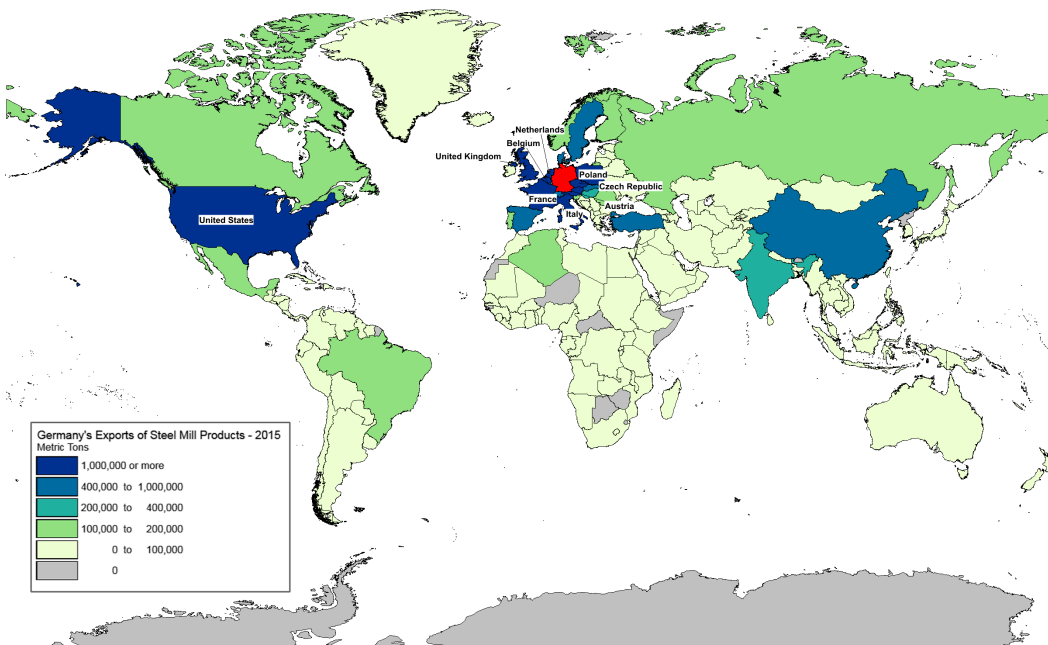 Netherlands
Belgium
United Kingdom
Poland
Czech Republic
France
Austria
Italy
United States
Germany's Exports of Steel Mill Products - 2015
Metric Tons
1,000,000 or more
400,000 to 1,000,000
200,000 to 400,000
100,000 to 200,000
0 to 100,000
0